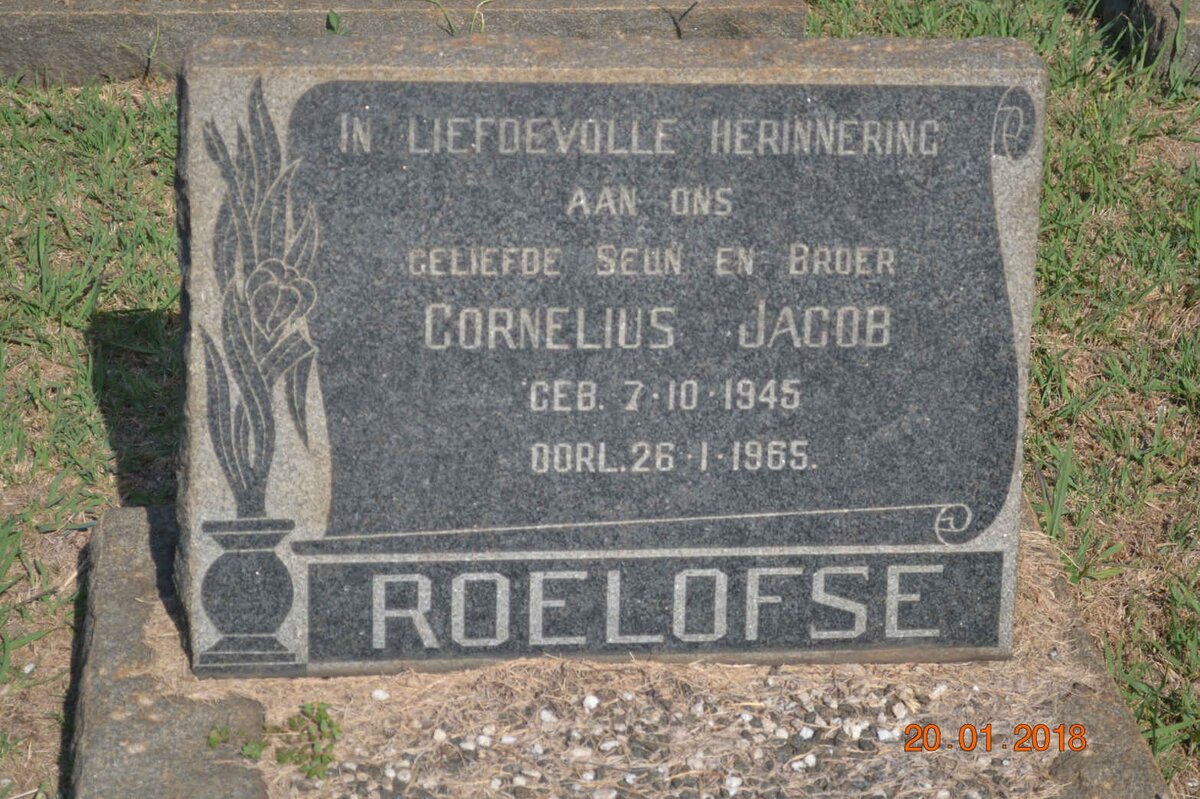 IN LIEFDEVOLLE HERINNERING
AAN ONS
GELIEFDE SEUN EN BROER
CORNELIUS JACOB
GEB. 7·10·1945
OORL. 26·1·1965.
ROELOFSE
20.01.2018